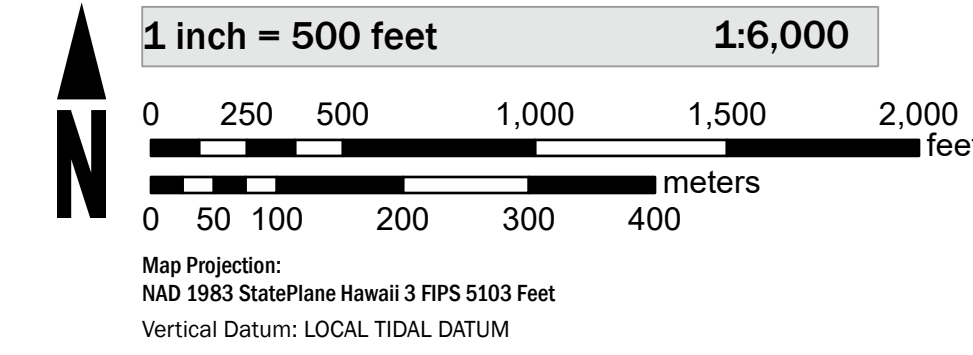 1 inch = 500 feet 1:6,000
0 250 500 1,000 1,500 2,000
feet
meters
0 50 100 200 300 400
N
Map Projection:
NAD 1983 StatePlane Hawaii 3 FIPS 5103 Feet
Vertical Datum: LOCAL TIDAL DATUM